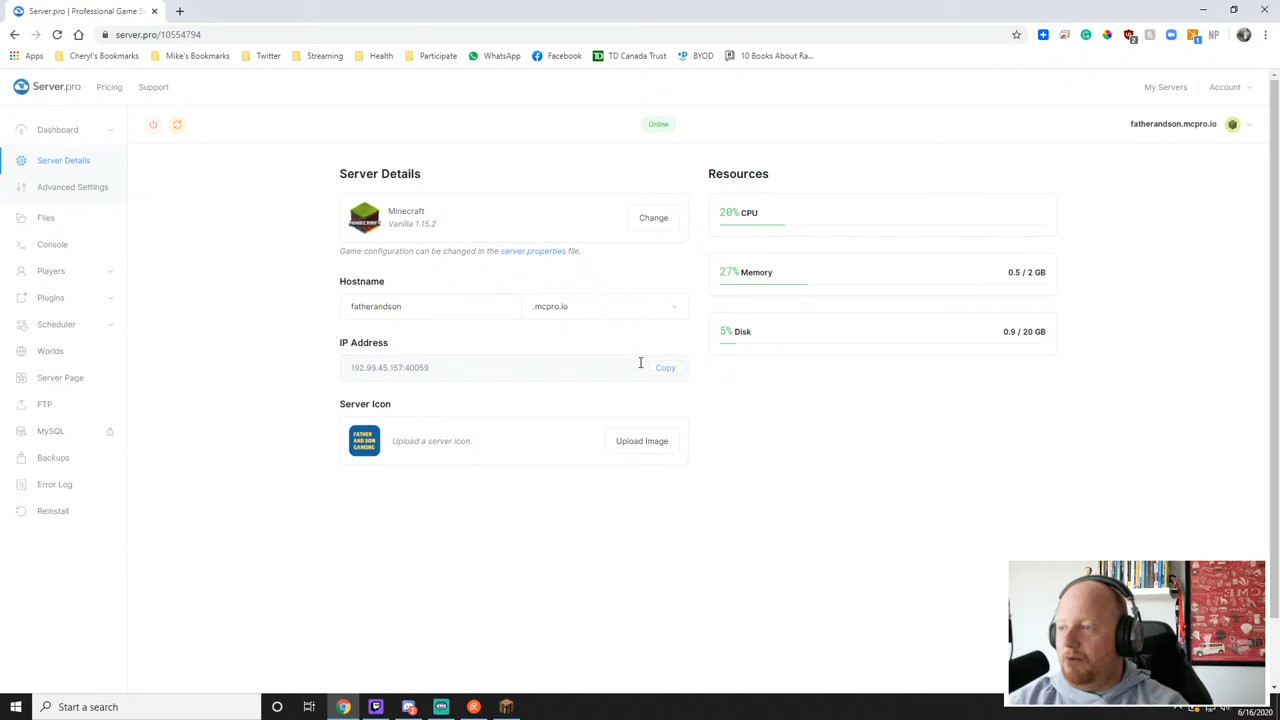 Server.pro | Professional Game S
server.pro/10554794
Apps
Cheryl's Bookmarks
Mike's Bookmarks
Twitter
Streaming
Health
Participate
WhatsApp
Facebook
TD Canada Trust
BYOD
10 Books About Ra...
Server.pro
Pricing
Support
My Servers
Account
Dashboard
Online
fatherandson.mcpro.io
Server Details
Advanced Settings
Files
Console
Players
Plugins
Scheduler
Worlds
Server Page
FTP
MySQL
Backups
Error Log
Reinstall
Server Details
Minecraft
Vanilla 1.15.2
Change
Game configuration can be changed in the server.properties file.
Hostname
fatherandson
.mcpro.io
IP Address
192.99.45.157:40059
Copy
Server Icon
FATHER
AND SON
GAMING
Upload a server icon.
Upload Image
Resources
20% CPU
27% Memory
0.5 / 2 GB
5% Disk
0.9 / 20 GB
ACME
Start a search
6/16/2020